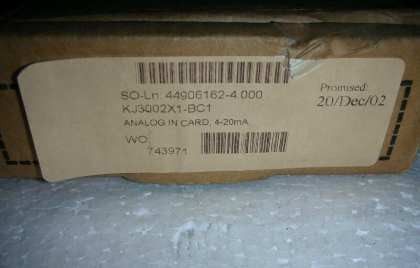 SO-Ln: 44906162-4.000
KJ3002X1-BC1
ANALOG IN CARD, 4-20mA,
WO:
743971
Promised:
20/Dec/02